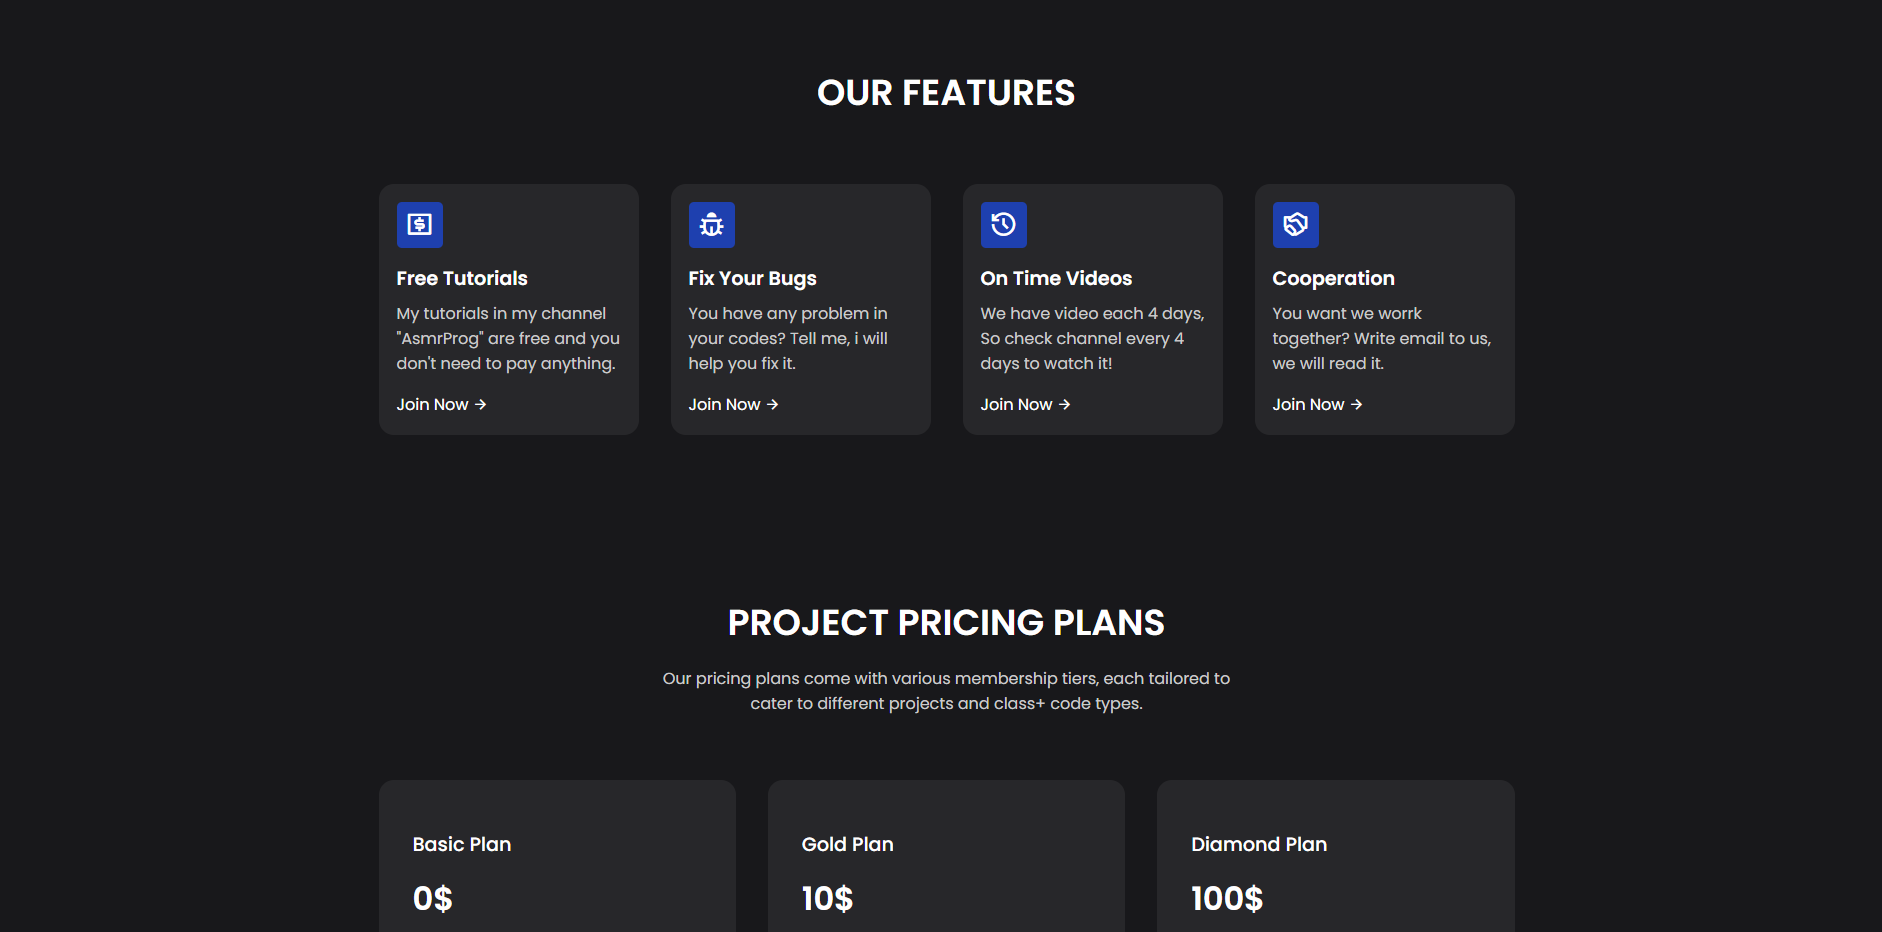 OUR FEATURES
Free Tutorials
My tutorials in my channel
"AsmrProg" are free and you
don't need to pay anything.
Join Now →
Fix Your Bugs
You have any problem in
your codes? Tell me, i will
help you fix it.
Join Now →
On Time Videos
We have video each 4 days,
So check channel every 4
days to watch it!
Join Now →
Cooperation
You want we worrk
together? Write email to us,
we will read it.
Join Now →
PROJECT PRICING PLANS
Our pricing plans come with various membership tiers, each tailored to
cater to different projects and class+ code types.
Basic Plan
0$
Gold Plan
10$
Diamond Plan
100$